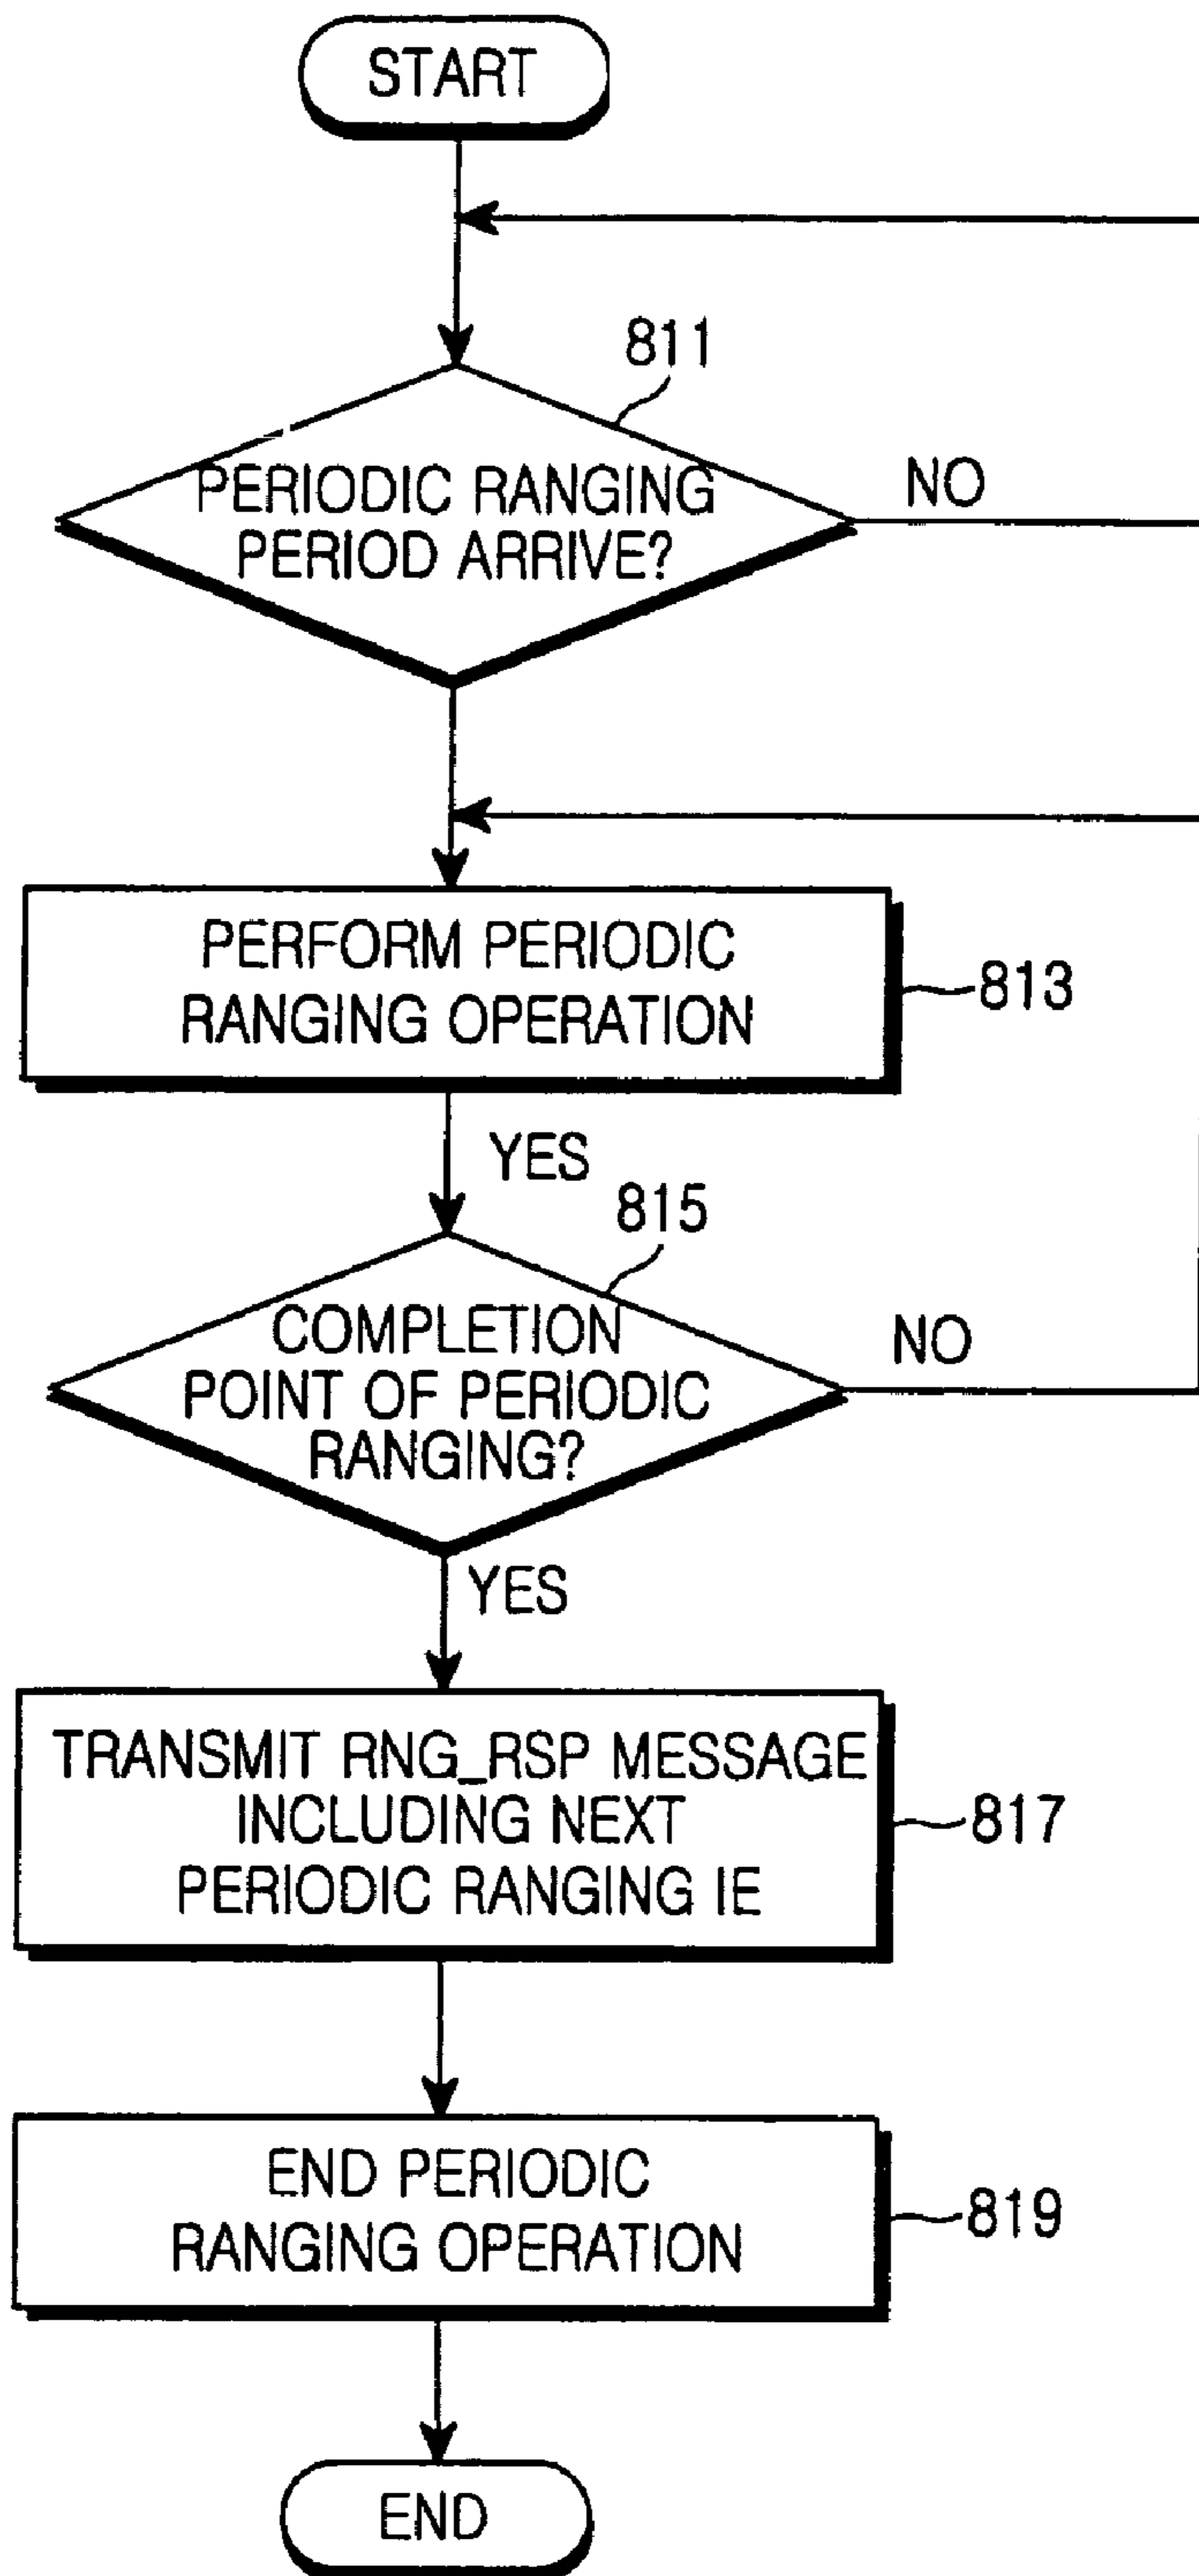 START
811
PERIODIC RANGING
PERIOD ARRIVE?
NO
PERFORM PERIODIC
RANGING OPERATION
813
YES
815
COMPLETION
POINT OF PERIODIC
RANGING?
NO
YES
TRANSMIT RNG_RSP MESSAGE
INCLUDING NEXT
PERIODIC RANGING IE
817
END PERIODIC
RANGING OPERATION
819
END